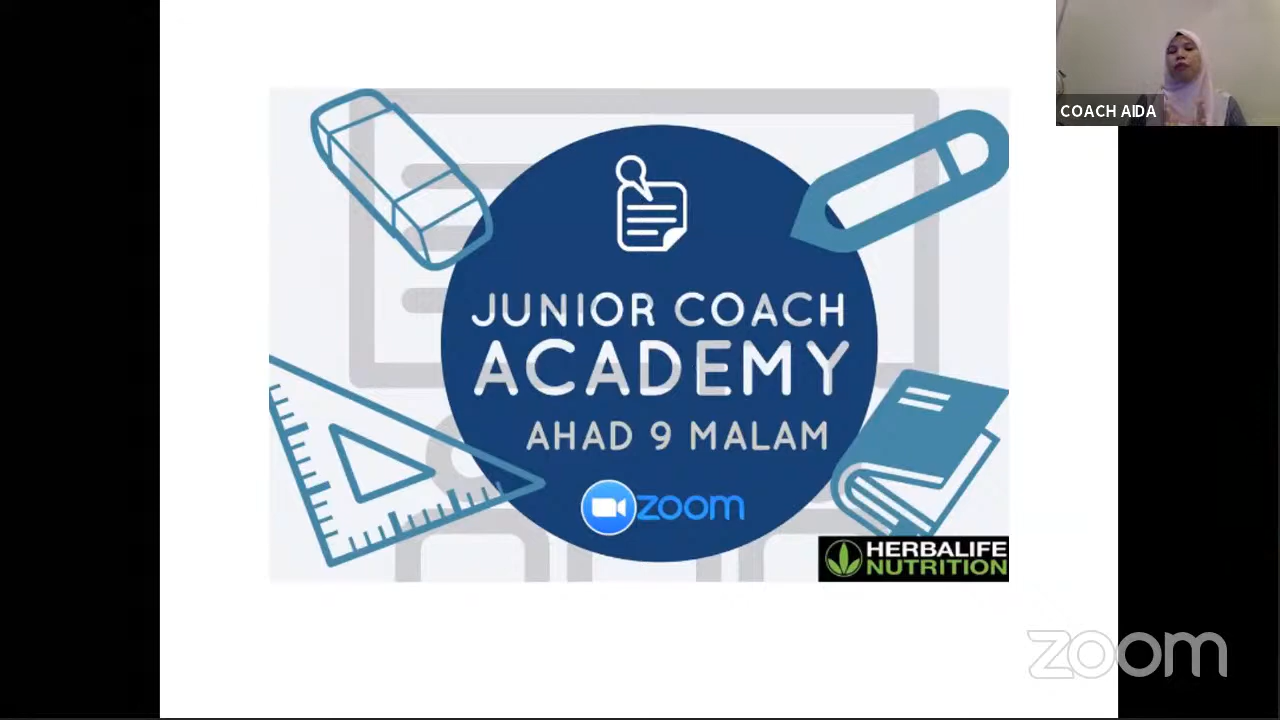 COACH AIDA
JUNIOR COACH
ACADEMY
AHAD 9 MALAM
zoom
HERBALIFE
NUTRITION
zoom